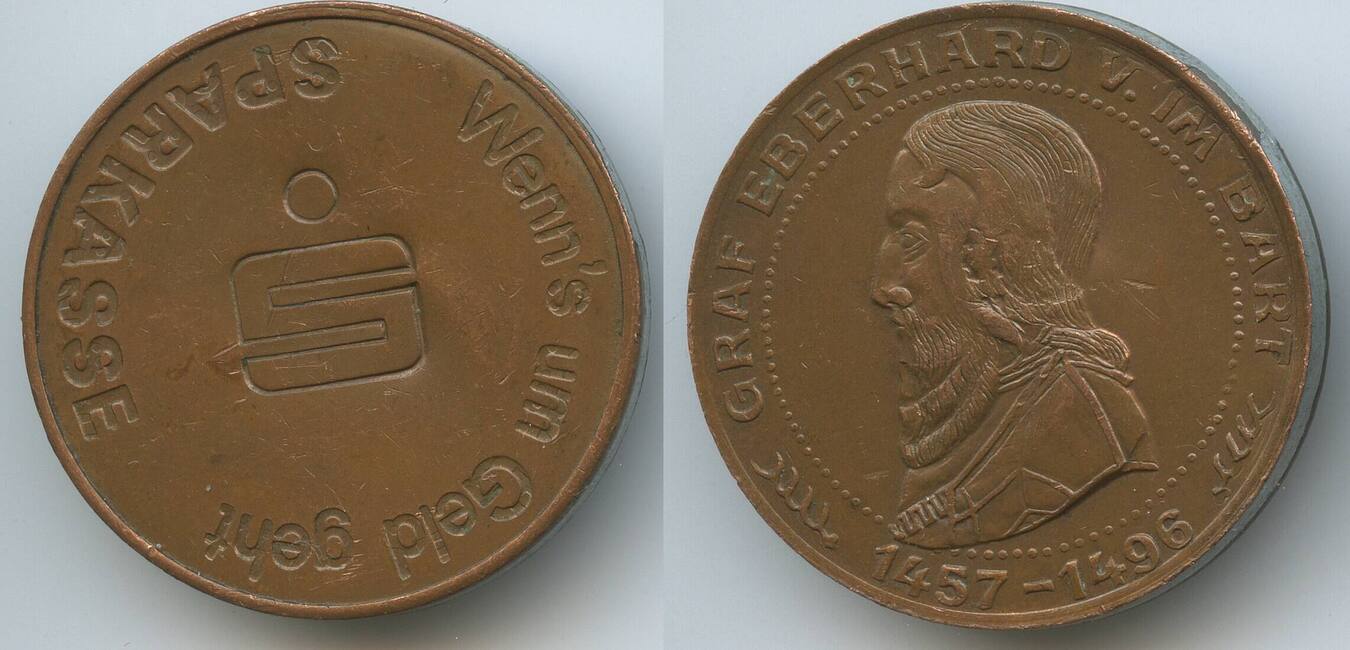 Wenn's um Geld geht
SPARKASSE
GRAF EBERHARD V. IM BART
1457-1496